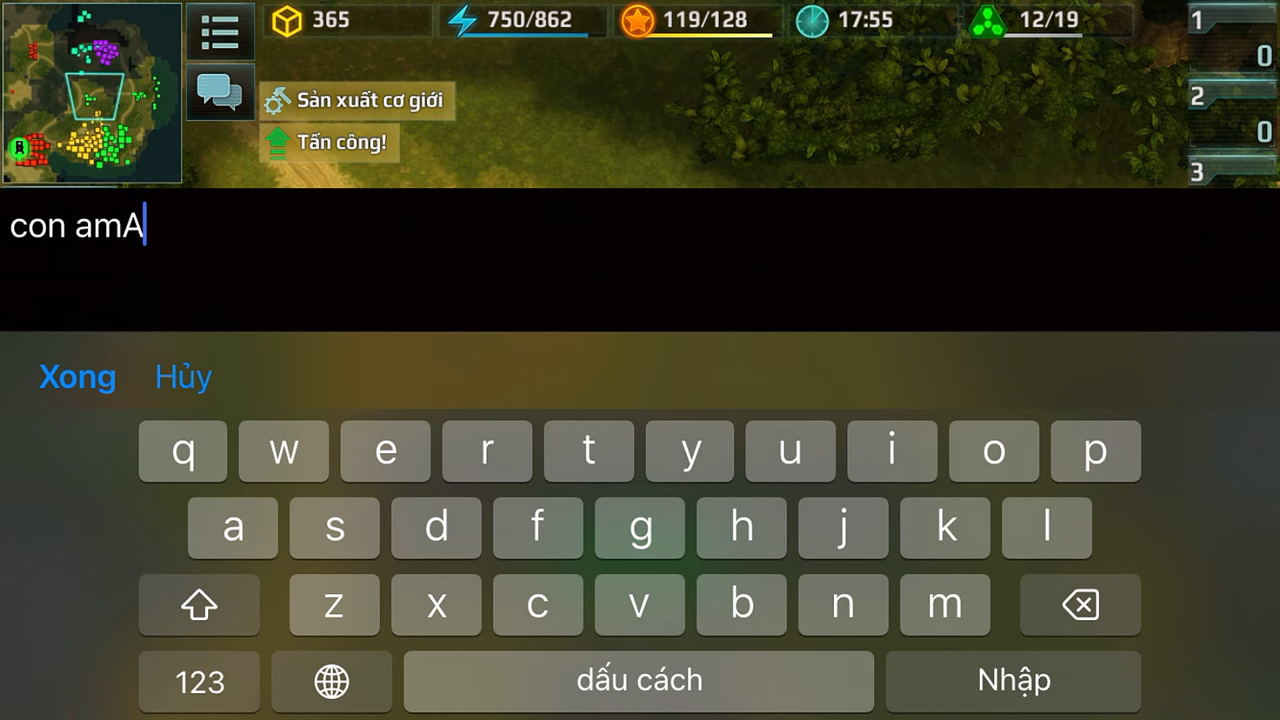 365 750/862 119/128 17:55 12/19
R
Sản xuất cơ giới
Tấn công!
1
0
2
0
3
con amA
Xong Hủy
q w e r t y u i o p
a s d f g h j k l
z x c v b n m
123 dấu cách Nhập